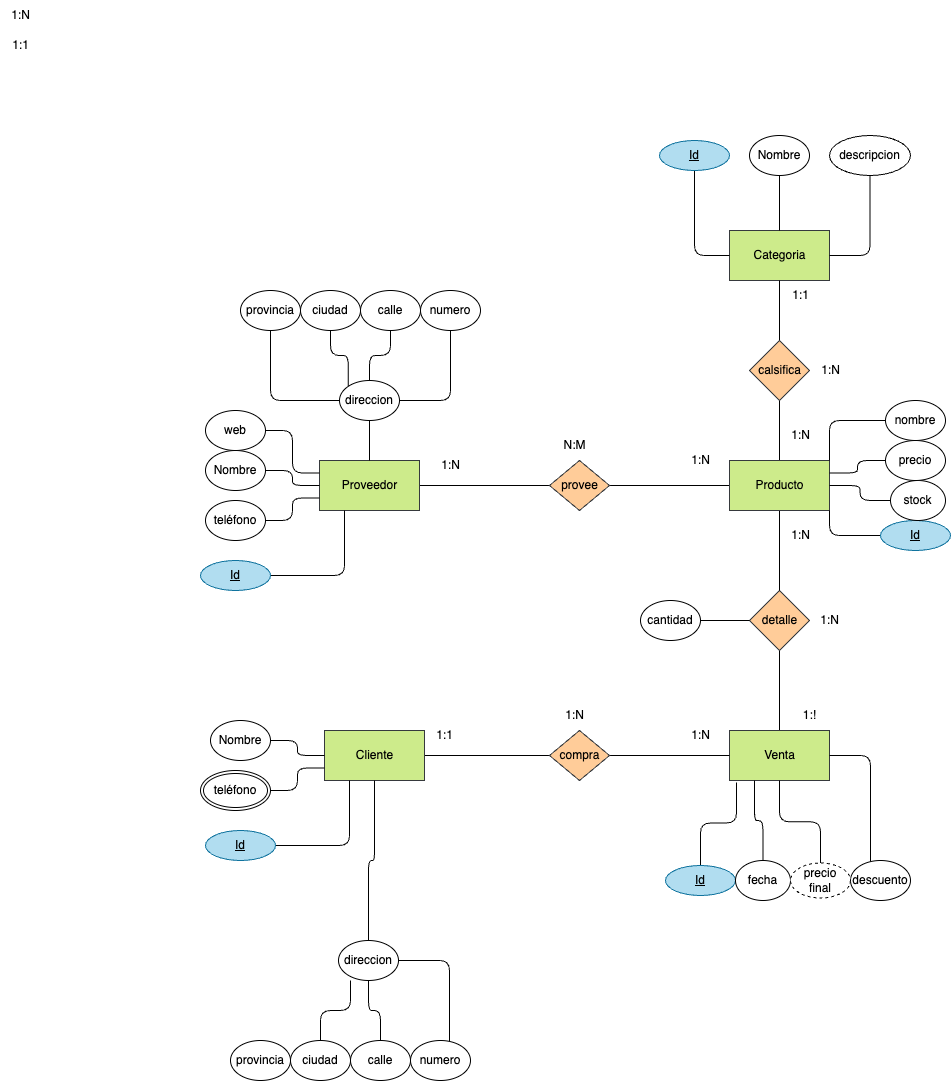 1:N
1:1
Id
Nombre
descripcion
Categoria
1:1
provincia
ciudad
calle
numero
calsifica
1:N
direccion
web
nombre
N:M
1:N
Nombre
1:N
1:N
precio
Proveedor
provee
Producto
stock
teléfono
1:N
Id
Id
cantidad
detalle
1:N
1:N
1:!
Nombre
1:1
1:N
Cliente
compra
Venta
teléfono
Id
Id
fecha
precio
final
descuento
direccion
provincia
ciudad
calle
numero